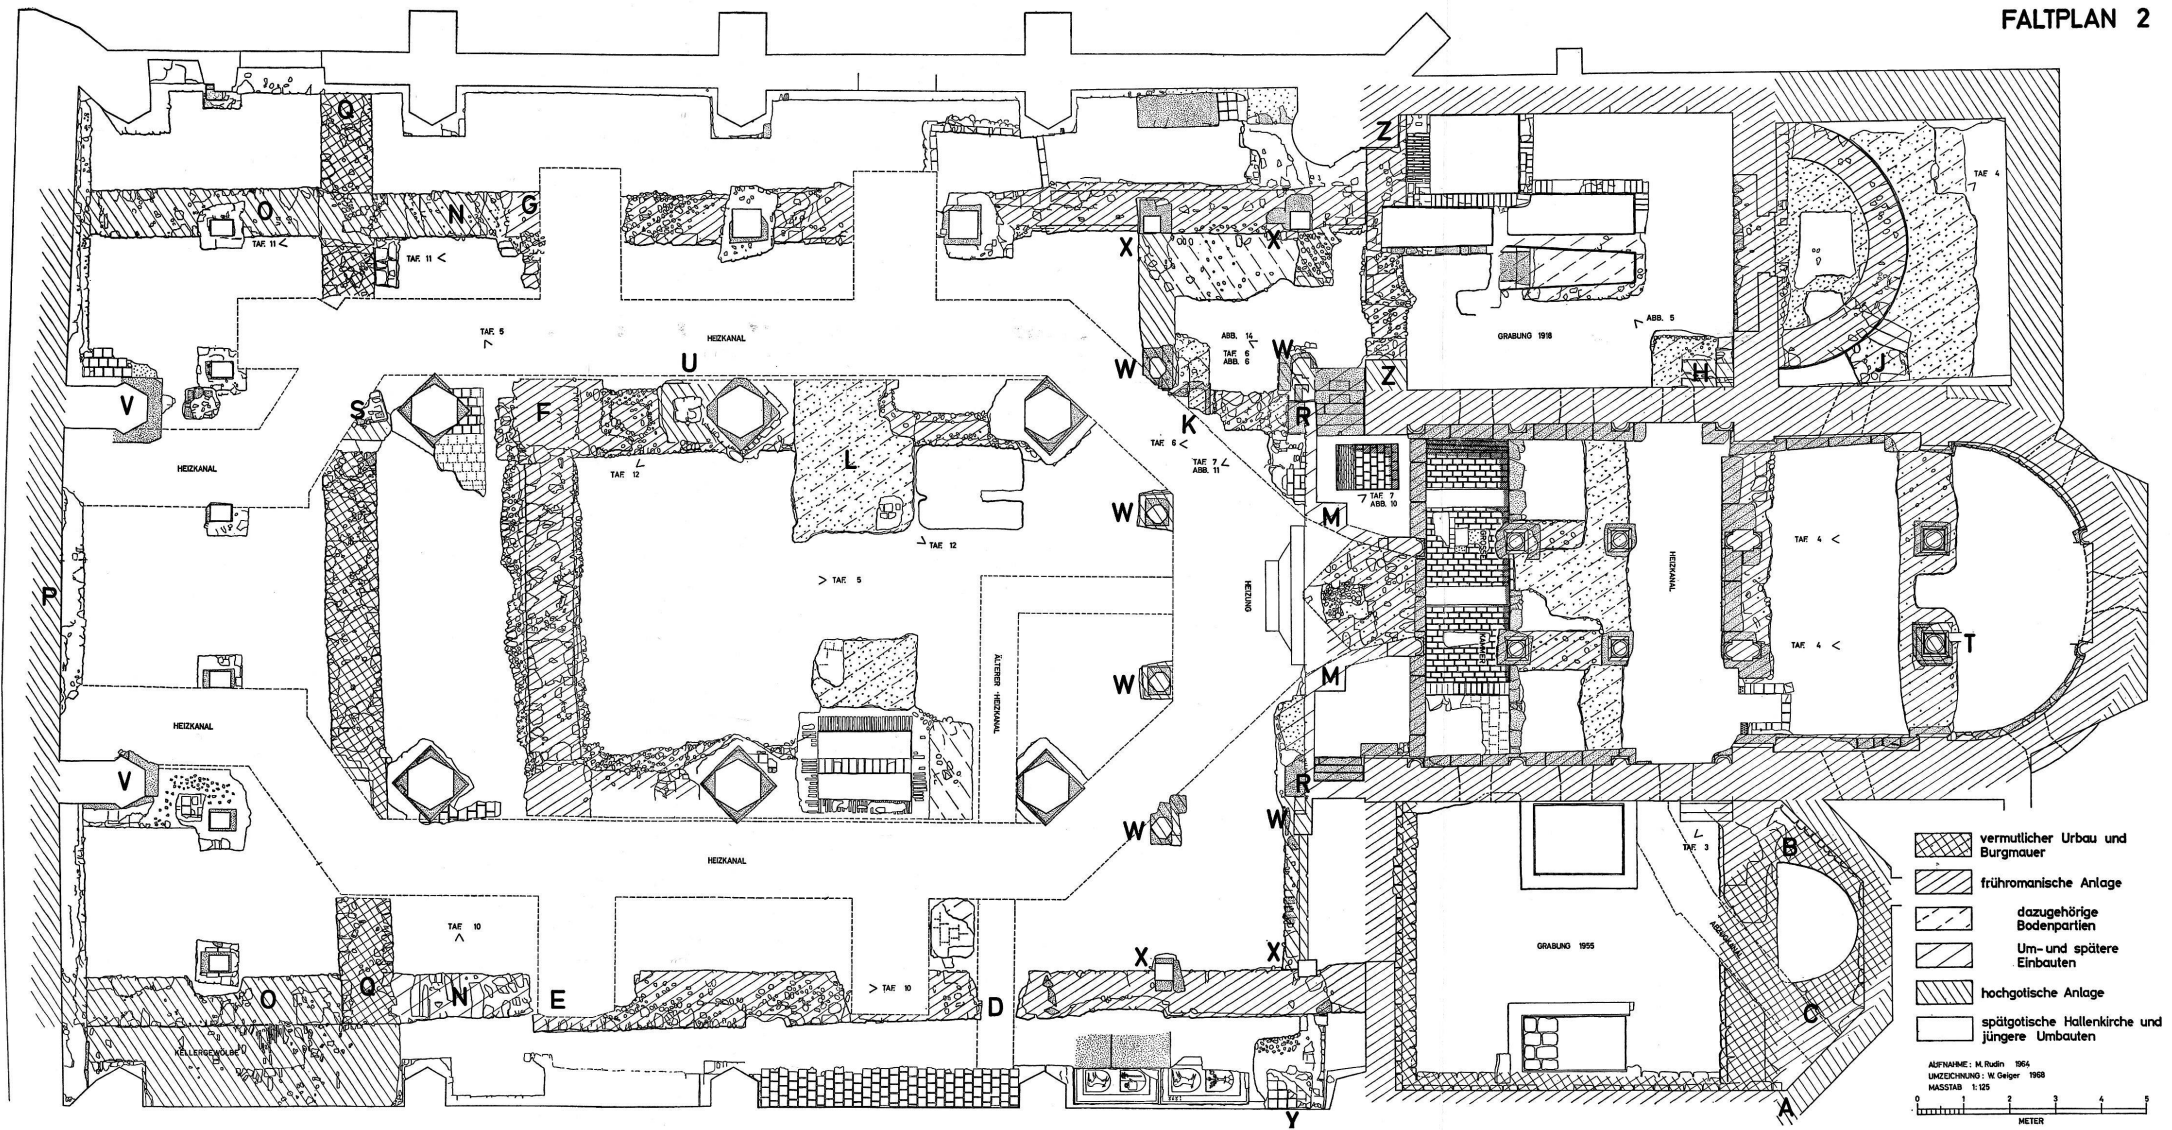 FALTPLAN 2
Q
Z
TAF. 4
O
N
G
TAF. 11 <
TAF. 11 <
X
X
TAF. 5
HEIZKANAL
U
ABB. 14
TAF. 6
ABB. 6
W
W
ABB. 5
GRABUNG 1918
Z
H
J
V
S
F
K
R
TAF. 6 <
L
TAF. 12
TAF. 7 <
ABB. 11
HEIZKANAL
> TAF. 7
ABB. 10
W
M
TAF. 12
TAF. 4 <
HEIZKANAL
> TAF. 5
P
HEIZUNG
KAMMER
TAF. 4 <
T
ÄLTERER HEIZKANAL
W
M
HEIZKANAL
V
R
W
W
B
TAF. 3
HEIZKANAL
TAF. 10
GRABUNG 1955
X
X
O
Q
N
E
> TAF. 10
D
C
KELLERGEWÖLBE
Y
A
vermutlicher Urbau und
Burgmauer
frühromanische Anlage
dazugehörige
Bodenpartien
Um- und spätere
Einbauten
hochgotische Anlage
spätgotische Hallenkirche und
jüngere Umbauten
AUFNAHME : M. Rudin 1964
UMZEICHNUNG : W. Geiger 1968
MASSTAB 1:125
0 1 2 3 4 5
METER